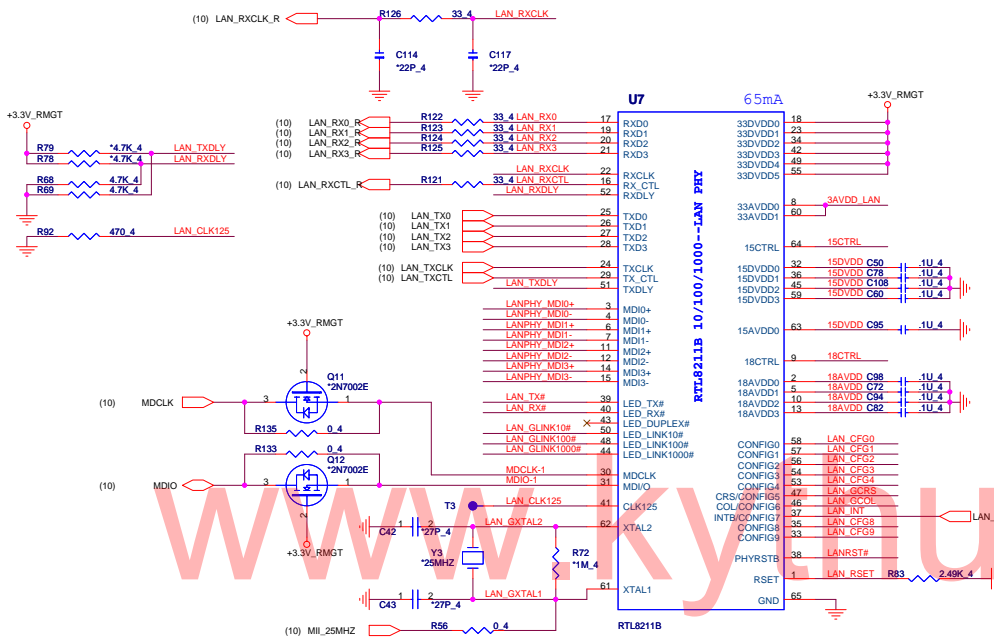 (10) LAN_RXCLK_R R126 33_4 LAN_RXCLK
C114 *22P_4
C117 *22P_4
+3.3V_RMGT
R79 *4.7K_4 LAN_TXDLY
R78 *4.7K_4 LAN_RXDLY
R68 4.7K_4
R69 4.7K_4
R92 470_4 LAN_CLK125
(10) LAN_RX0_R R122 33_4 LAN_RX0
(10) LAN_RX1_R R123 33_4 LAN_RX1
(10) LAN_RX2_R R124 33_4 LAN_RX2
(10) LAN_RX3_R R125 33_4 LAN_RX3
LAN_RXCLK
(10) LAN_RXCTL_R R121 33_4 LAN_RXCTL
LAN_RXDLY
(10) LAN_TX0
(10) LAN_TX1
(10) LAN_TX2
(10) LAN_TX3
(10) LAN_TXCLK
(10) LAN_TXCTL
LAN_TXDLY
LANPHY_MDI0+
LANPHY_MDI0-
LANPHY_MDI1+
LANPHY_MDI1-
LANPHY_MDI2+
LANPHY_MDI2-
LANPHY_MDI3+
LANPHY_MDI3-
LAN_TX#
LAN_RX#
LAN_GLINK10#
LAN_GLINK100#
LAN_GLINK1000#
MDCLK-1
MDIO-1
T3 LAN_CLK125
LAN_GXTAL2
LAN_GXTAL1
+3.3V_RMGT
2
Q11
*2N7002E
(10) MDCLK 3 1
R135 0_4
R133 0_4
Q12
*2N7002E
(10) MDIO 3 1
2
+3.3V_RMGT
C42 1 2 *27P_4
Y3
*25MHZ
R72
*1M_4
C43 1 2 *27P_4
(10) MII_25MHZ R56 0_4
U7
65mA
17 RXD0
19 RXD1
20 RXD2
21 RXD3
22 RXCLK
16 RX_CTL
52 RXDLY
25 TXD0
26 TXD1
27 TXD2
28 TXD3
24 TXCLK
29 TX_CTL
51 TXDLY
3 MDI0+
4 MDI0-
6 MDI1+
7 MDI1-
11 MDI2+
12 MDI2-
14 MDI3+
15 MDI3-
39 LED_TX#
40 LED_RX#
43 LED_DUPLEX#
50 LED_LINK10#
48 LED_LINK100#
44 LED_LINK1000#
30 MDCLK
31 MDI/O
41 CLK125
62 XTAL2
61 XTAL1
RTL8211B 10/100/1000--LAN PHY
RTL8211B
+3.3V_RMGT
33DVDD0 18
33DVDD1 23
33DVDD2 34
33DVDD3 42
33DVDD4 49
33DVDD5 55
33AVDD0 8 3AVDD_LAN
33AVDD1 60
15CTRL 64 15CTRL
15DVDD0 32 15DVDD C50 .1U_4
15DVDD1 36 15DVDD C78 .1U_4
15DVDD2 45 15DVDD C108 .1U_4
15DVDD3 59 15DVDD C60 .1U_4
15AVDD0 63 15DVDD C95 .1U_4
18CTRL 9 18CTRL
18AVDD0 2 18AVDD C98 .1U_4
18AVDD1 5 18AVDD C72 .1U_4
18AVDD2 10 18AVDD C94 .1U_4
18AVDD3 13 18AVDD C82 .1U_4
CONFIG0 58 LAN_CFG0
CONFIG1 57 LAN_CFG1
CONFIG2 56 LAN_CFG2
CONFIG3 54 LAN_CFG3
CONFIG4 53 LAN_CFG4
CRS/CONFIG5 47 LAN_GCRS
COL/CONFIG6 46 LAN_GCOL
INTB/CONFIG7 37 LAN_INT LAN_
CONFIG8 35 LAN_CFG8
CONFIG9 33 LAN_CFG9
PHYRSTB 38 LANRST#
RSET 1 LAN_RSET R83 2.49K_4
GND 65
www.kythu